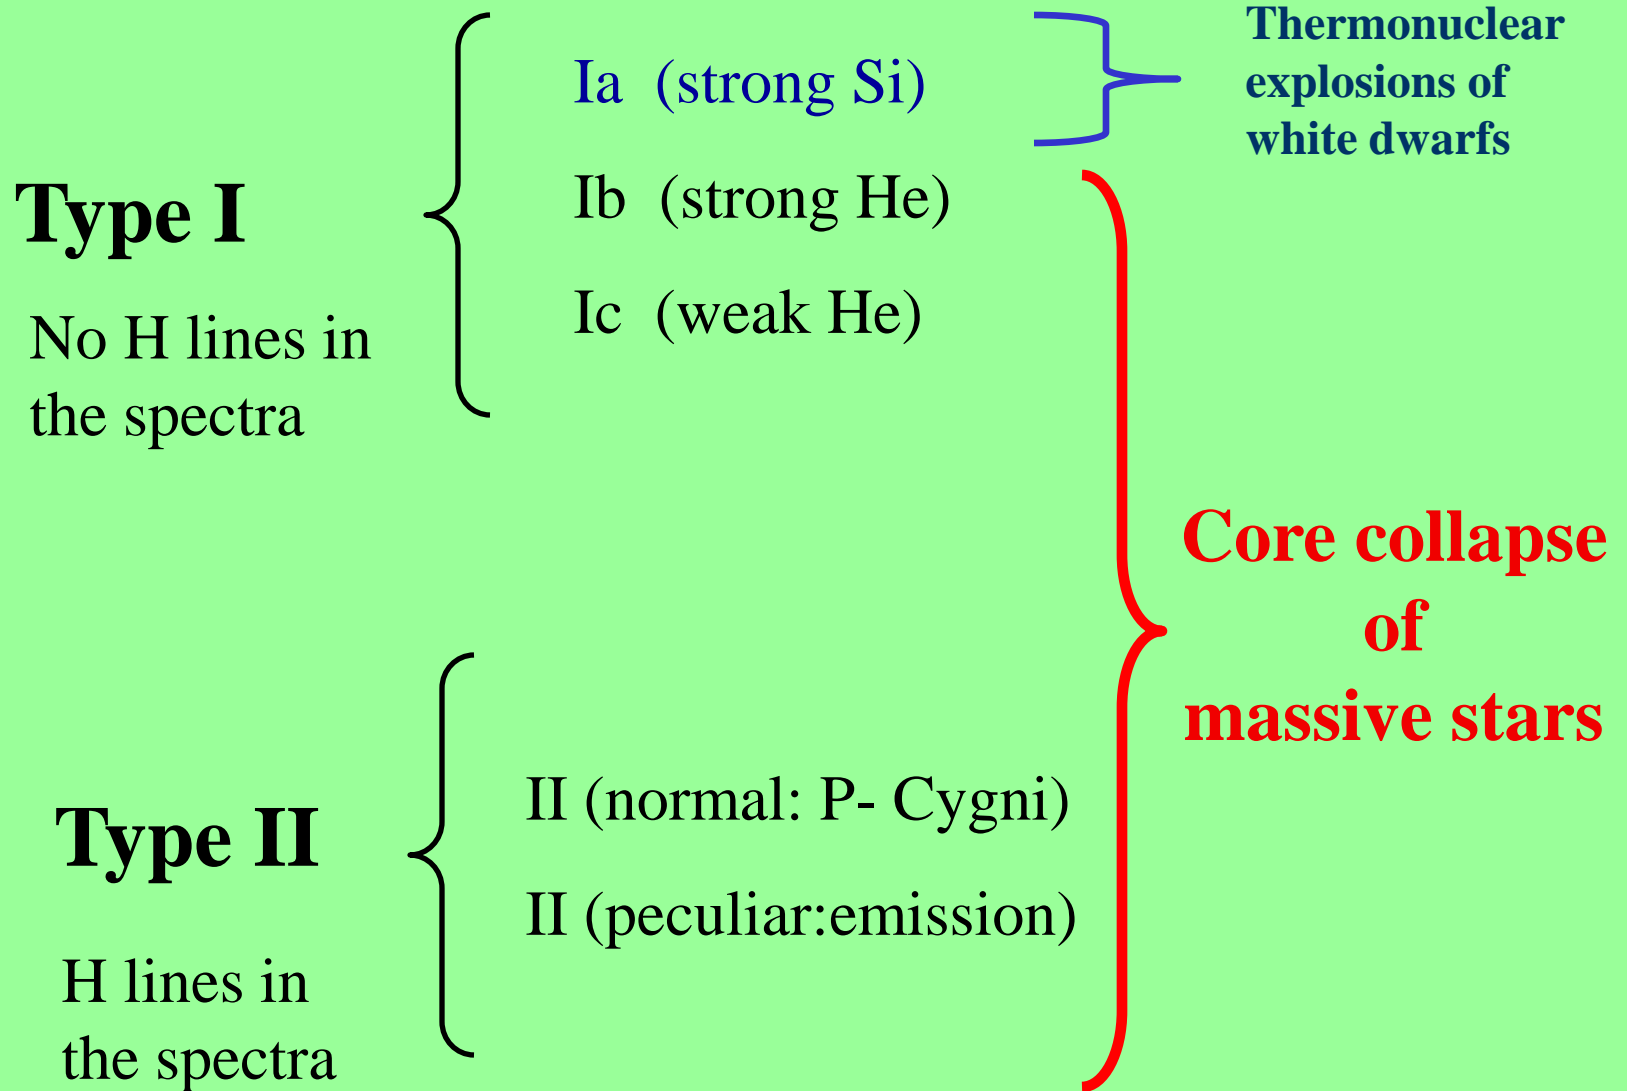 Type I
No H lines in
the spectra
Ia (strong Si)
Ib (strong He)
Ic (weak He)
Thermonuclear
explosions of
white dwarfs
Type II
H lines in
the spectra
II (normal: P- Cygni)
II (peculiar:emission)
Core collapse
of
massive stars